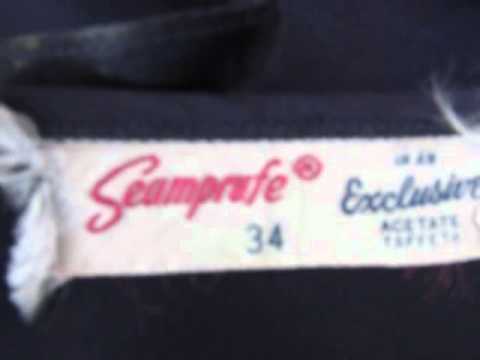 Seamprufe®
34
IN AN
Exclusive
ACETATE
TAFFETA